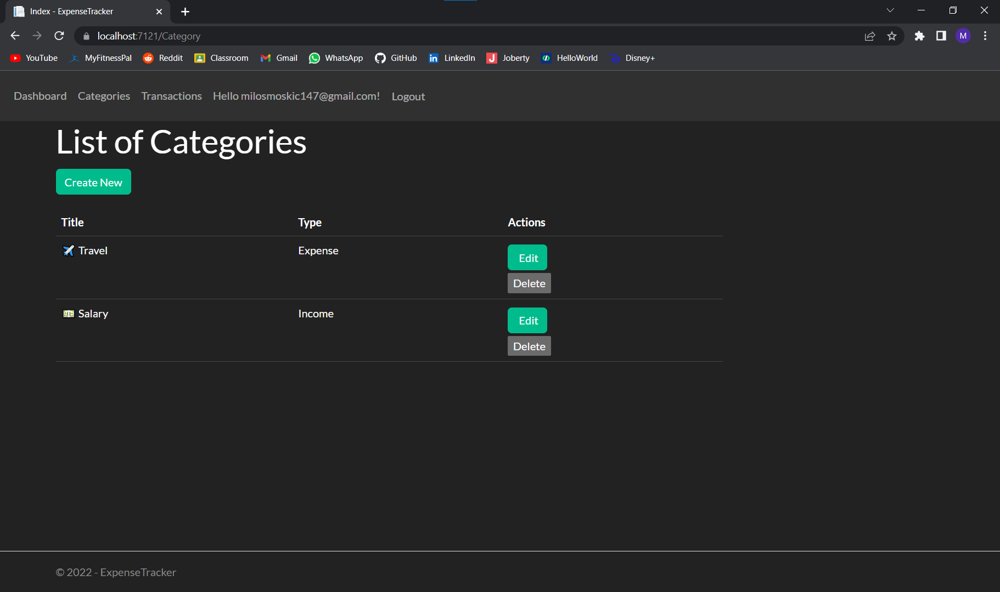 Index - ExpenseTracker
localhost:7121/Category
M
YouTube MyFitnessPal Reddit Classroom Gmail WhatsApp GitHub LinkedIn Joberty HelloWorld Disney+
Dashboard Categories Transactions Hello milosmoskic147@gmail.com! Logout
List of Categories
Create New
Title Type Actions
✈️ Travel Expense Edit
Delete
💵 Salary Income Edit
Delete
© 2022 - ExpenseTracker